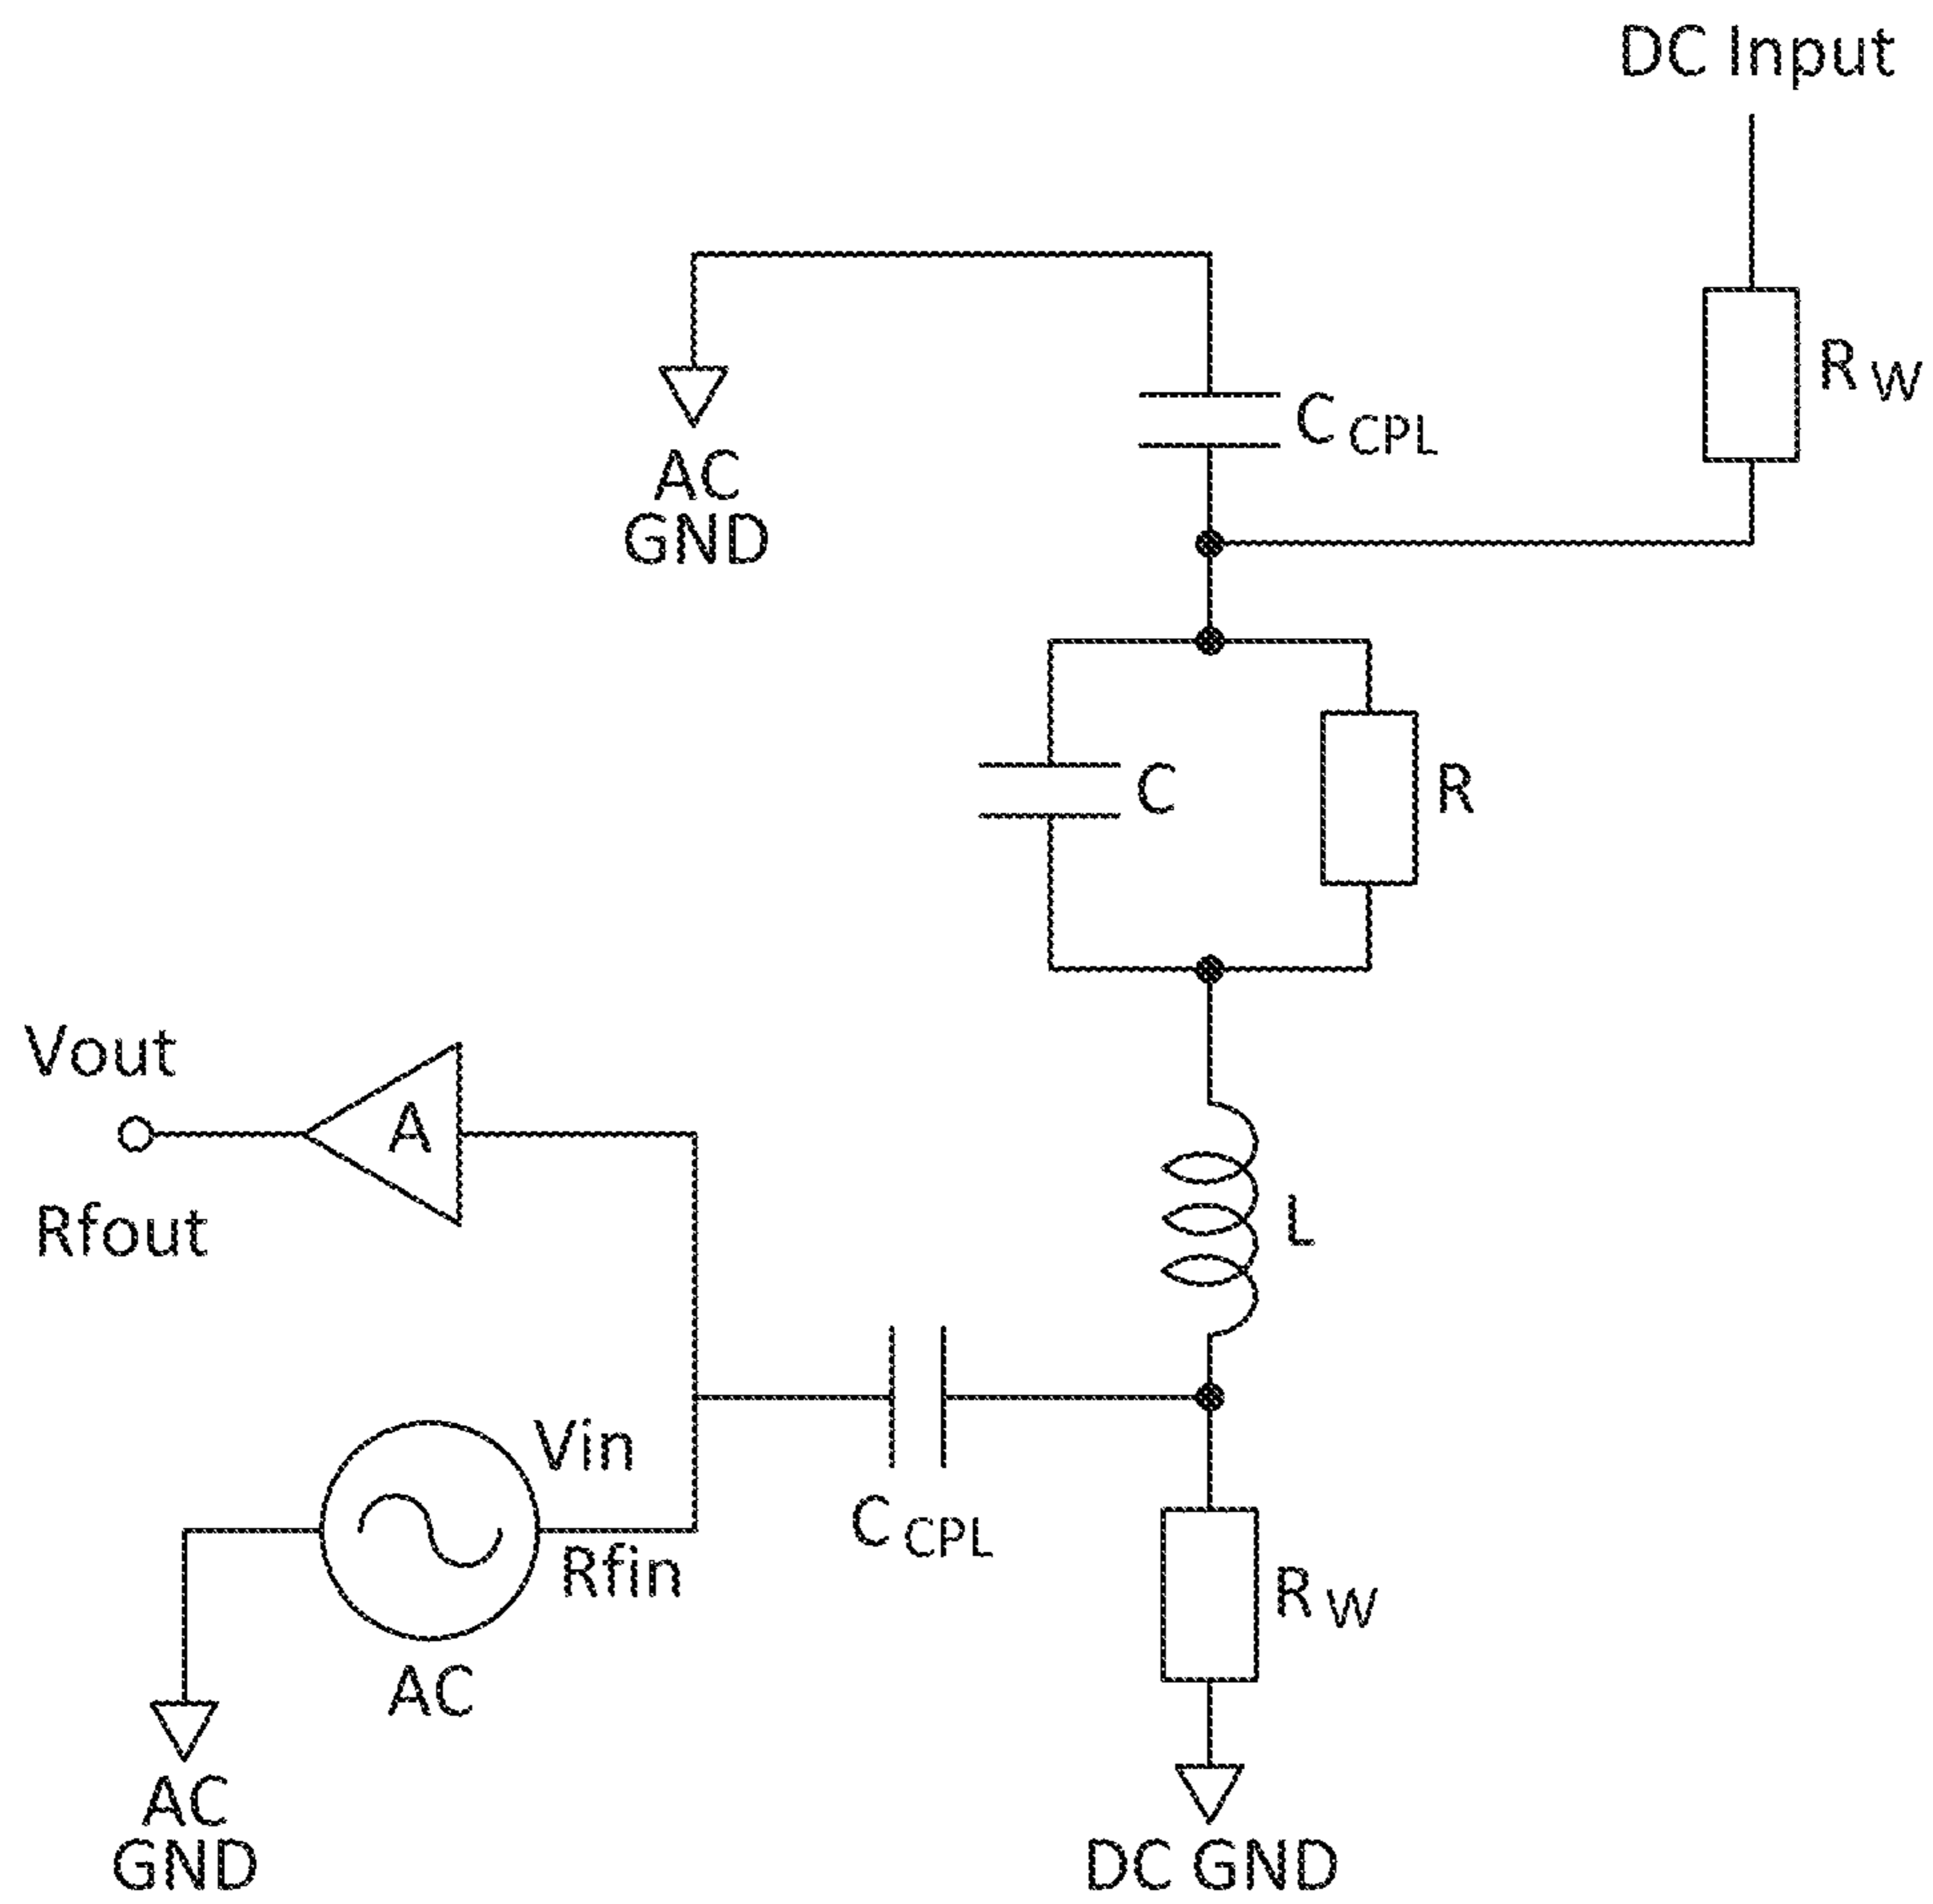 DC Input
R W
C CPL
AC
GND
C
R
Vout
A
Rfout
L
Vin
C CPL
Rfin
R W
AC
AC
GND
DC GND